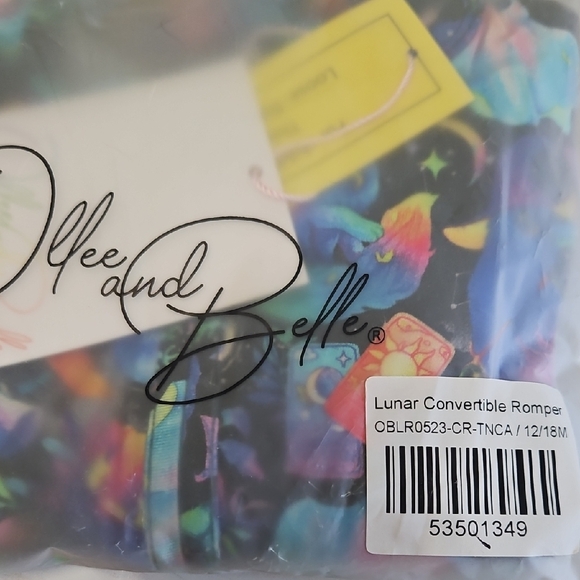 Ollee
and
Belle®
Lunar Convertible Romper
OBLR0523-CR-TNCA / 12/18M
53501349